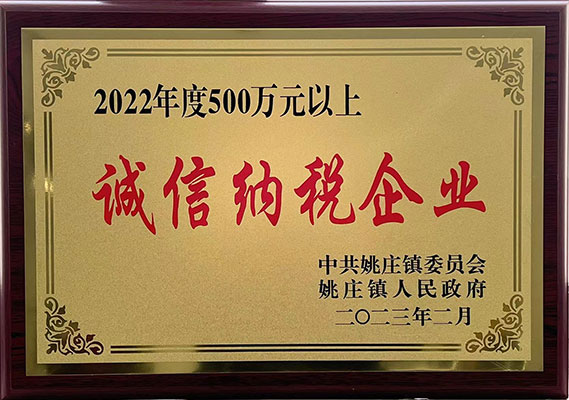 2022年度500万元以上
诚信纳税企业
中共姚庄镇委员会
姚庄镇人民政府
二〇二三年二月